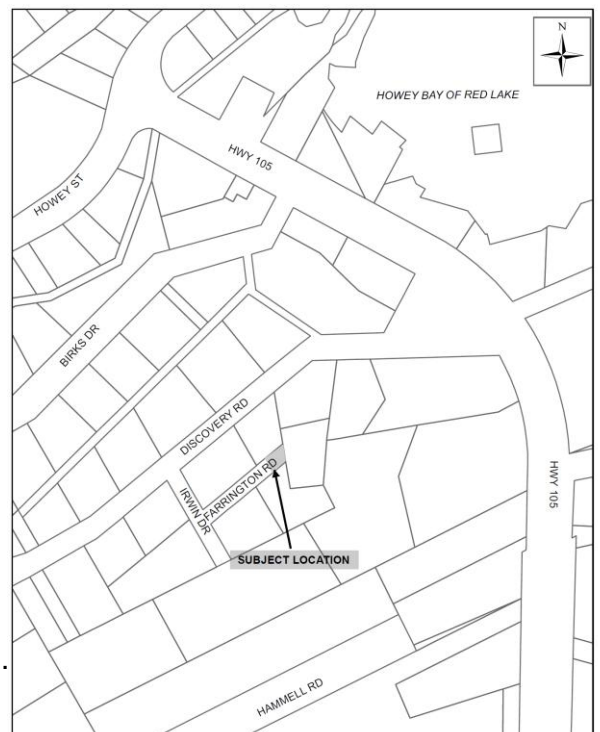 N
HOWEY BAY OF RED LAKE
HWY 105
HOWEY ST
BIRKS DR
DISCOVERY RD
FARRINGTON RD
IRWIN DR
HWY 105
SUBJECT LOCATION
HAMMELL RD
.